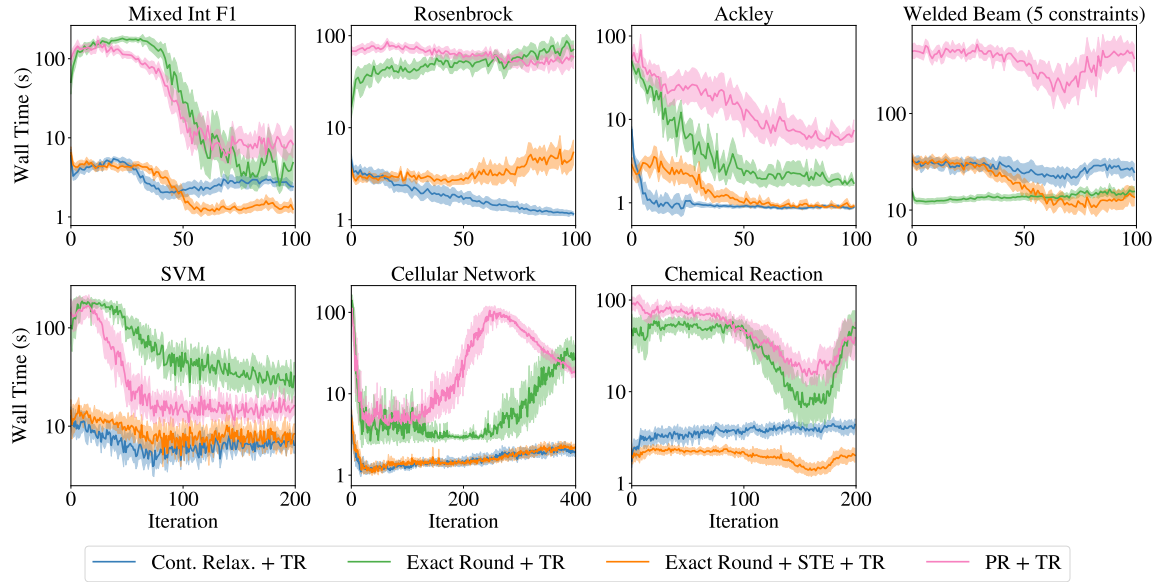 Mixed Int F1
Rosenbrock
Ackley
Welded Beam (5 constraints)
Wall Time (s)
100
10
1
0 50 100
100
10
1
0 50 100
100
10
1
0 50 100
100
10
0 50 100
SVM
Cellular Network
Chemical Reaction
Wall Time (s)
100
10
0 100 200
Iteration
100
10
1
0 200 400
Iteration
100
10
1
0 100 200
Iteration
Cont. Relax. + TR
Exact Round + TR
Exact Round + STE + TR
PR + TR